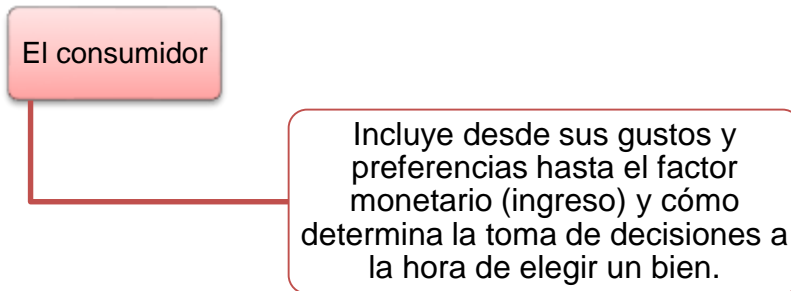 El consumidor
Incluye desde sus gustos y
preferencias hasta el factor
monetario (ingreso) y cómo
determina la toma de decisiones a
la hora de elegir un bien.